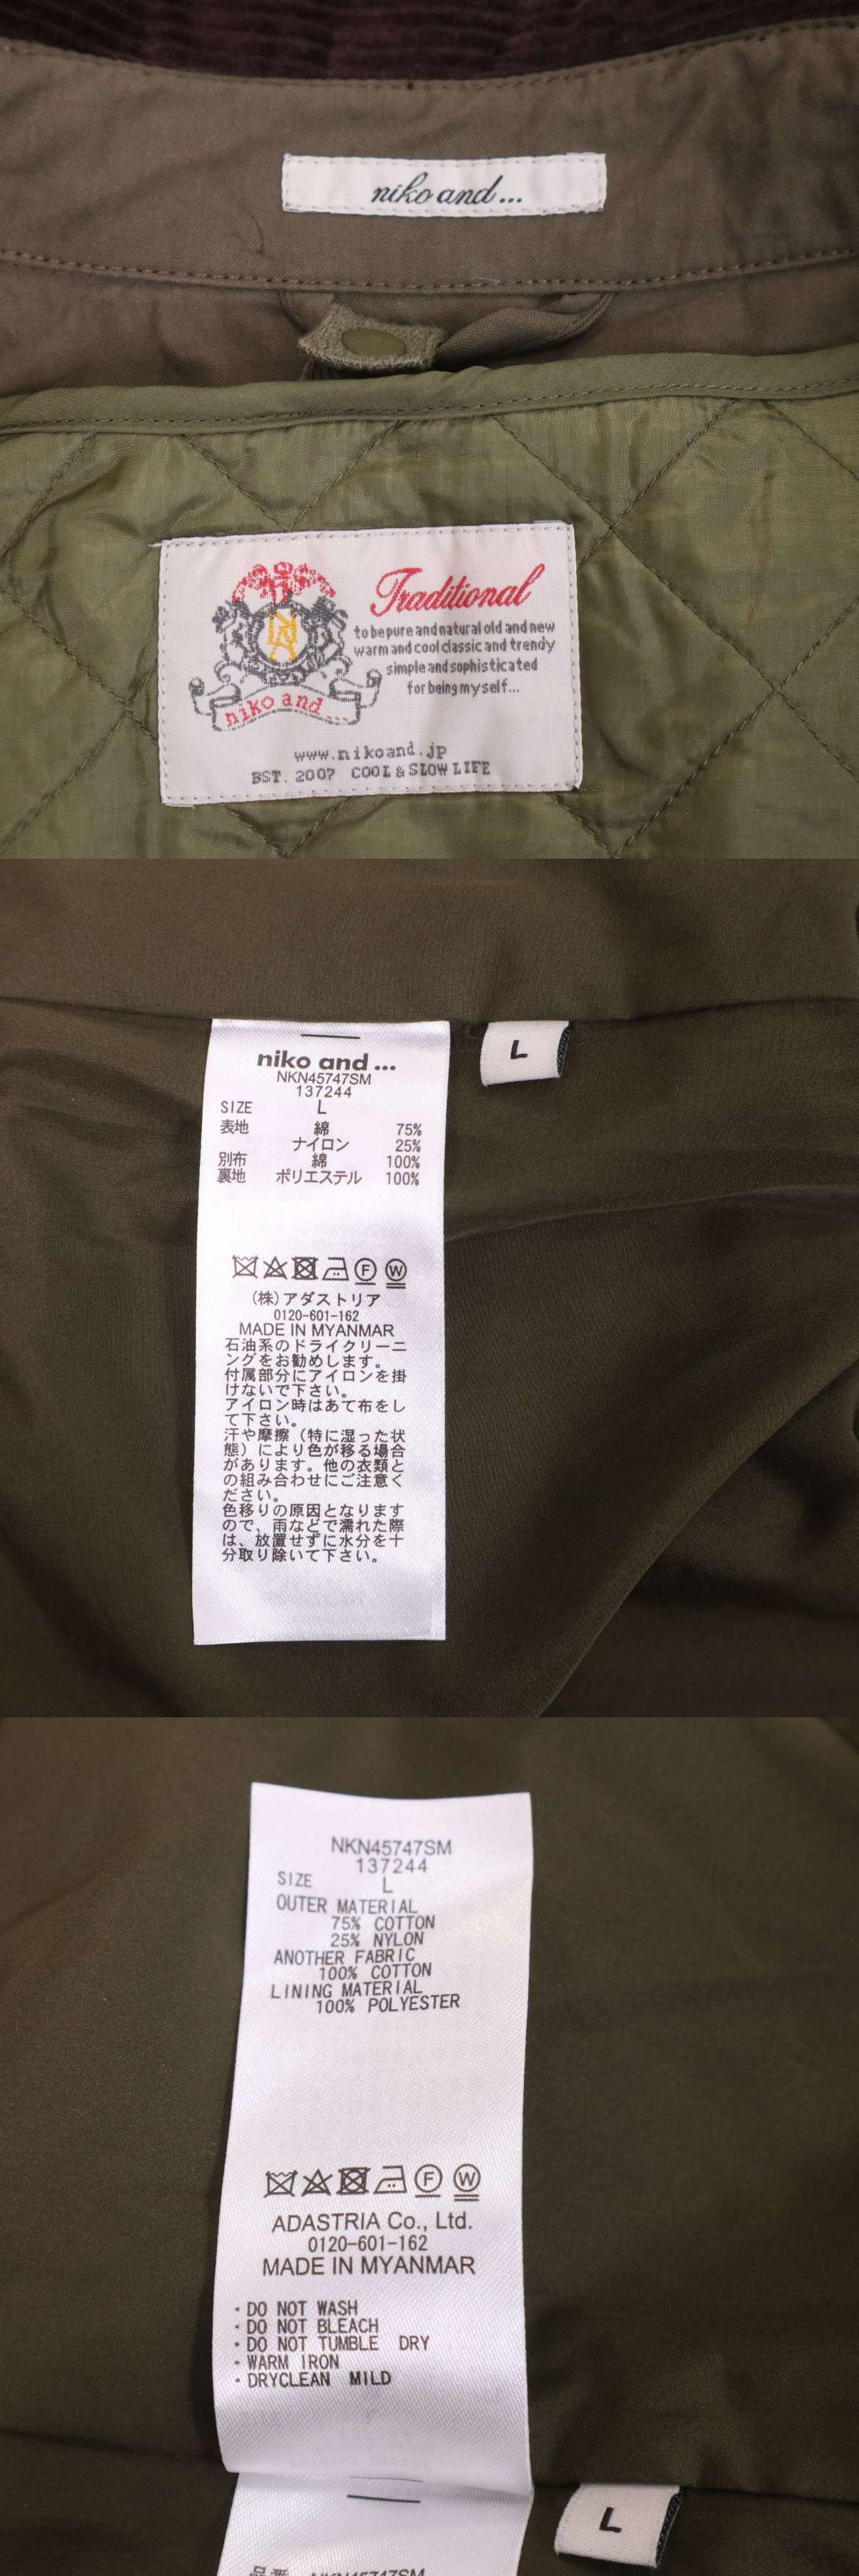 niko and...
Traditional
to be pure and natural old and new
warm and cool classic and trendy
simple and sophisticated
for being myself...
niko and...
www.nikoand.jp
EST. 2007 COOL & SLOW LIFE
niko and...
NKN45747SM
137244
SIZE L
表地 綿 75%
ナイロン 25%
別布 綿 100%
裏地 ポリエステル 100%
F W
(株)アダストリア
0120-601-162
MADE IN MYANMAR
石油系のドライクリーニ
ングをお勧めします。
付属部分にアイロンを掛
けないで下さい。
アイロン時はあて布をし
て下さい。
汗や摩擦（特に湿った状
態）により色が移る場合
があります。他の衣類と
の組み合わせにご注意く
ださい。
色移りの原因となります
ので、雨などで濡れた際
は、放置せずに水分を十
分取り除いて下さい。
L
NKN45747SM
137244
SIZE L
OUTER MATERIAL
75% COTTON
25% NYLON
ANOTHER FABRIC
100% COTTON
LINING MATERIAL
100% POLYESTER
F W
ADASTRIA Co., Ltd.
0120-601-162
MADE IN MYANMAR
・DO NOT WASH
・DO NOT BLEACH
・DO NOT TUMBLE DRY
・WARM IRON
・DRYCLEAN MILD
L
品番 NKN45747SM